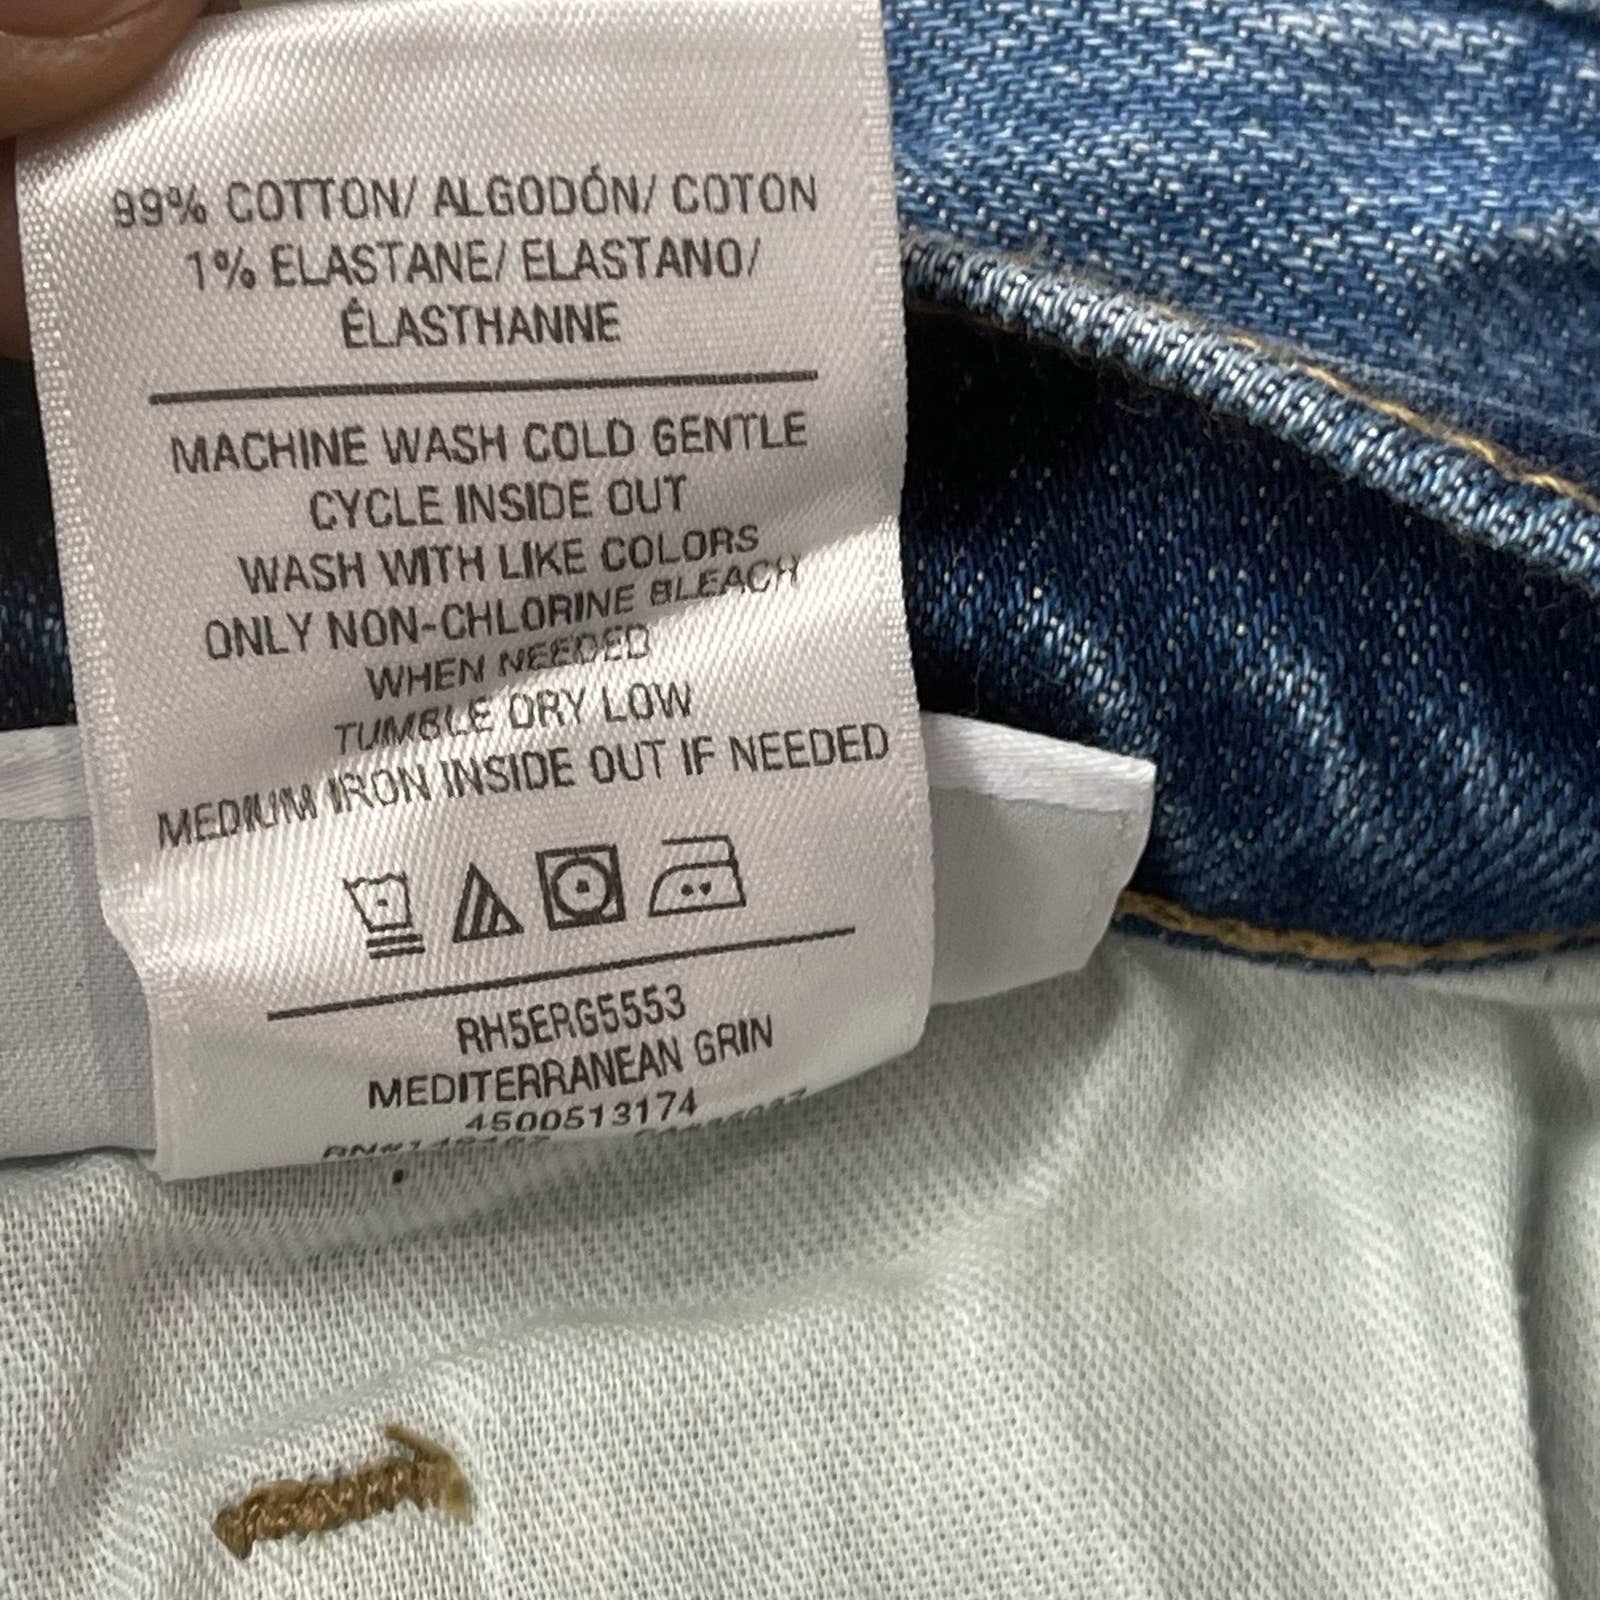 99% COTTON/ ALGODÓN/ COTON
1% ELASTANE/ ELASTANO/
ÉLASTHANNE
MACHINE WASH COLD GENTLE
CYCLE INSIDE OUT
WASH WITH LIKE COLORS
ONLY NON-CHLORINE BLEACH
WHEN NEEDED
TUMBLE DRY LOW
MEDIUM IRON INSIDE OUT IF NEEDED
RH5ERG5553
MEDITERRANEAN GRIN
4500513174